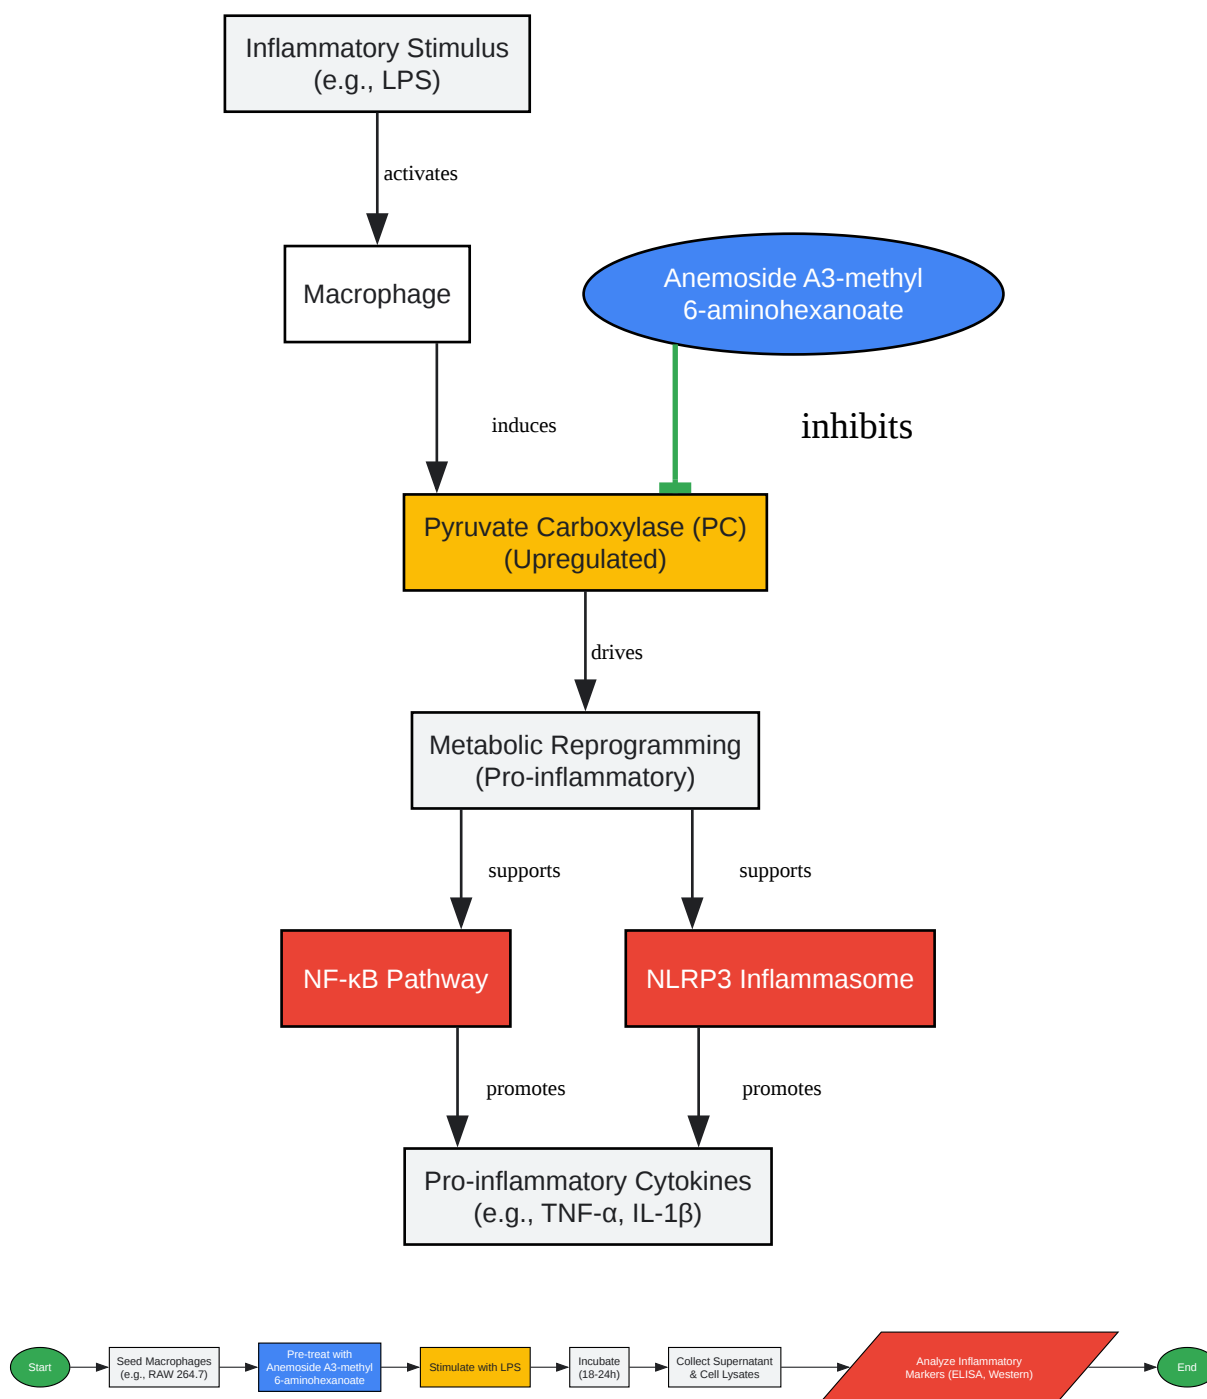 Inflammatory Stimulus
(e.g., LPS)
activates
Macrophage
Anemoside A3-methyl
6-aminohexanoate
induces
inhibits
Pyruvate Carboxylase (PC)
(Upregulated)
drives
Metabolic Reprogramming
(Pro-inflammatory)
supports
supports
NF-κB Pathway
NLRP3 Inflammasome
promotes
promotes
Pro-inflammatory Cytokines
(e.g., TNF-α, IL-1β)
Start
Seed Macrophages
(e.g., RAW 264.7)
Pre-treat with
Anemoside A3-methyl
6-aminohexanoate
Stimulate with LPS
Incubate
(18-24h)
Collect Supernatant
& Cell Lysates
Analyze Inflammatory
Markers (ELISA, Western)
End